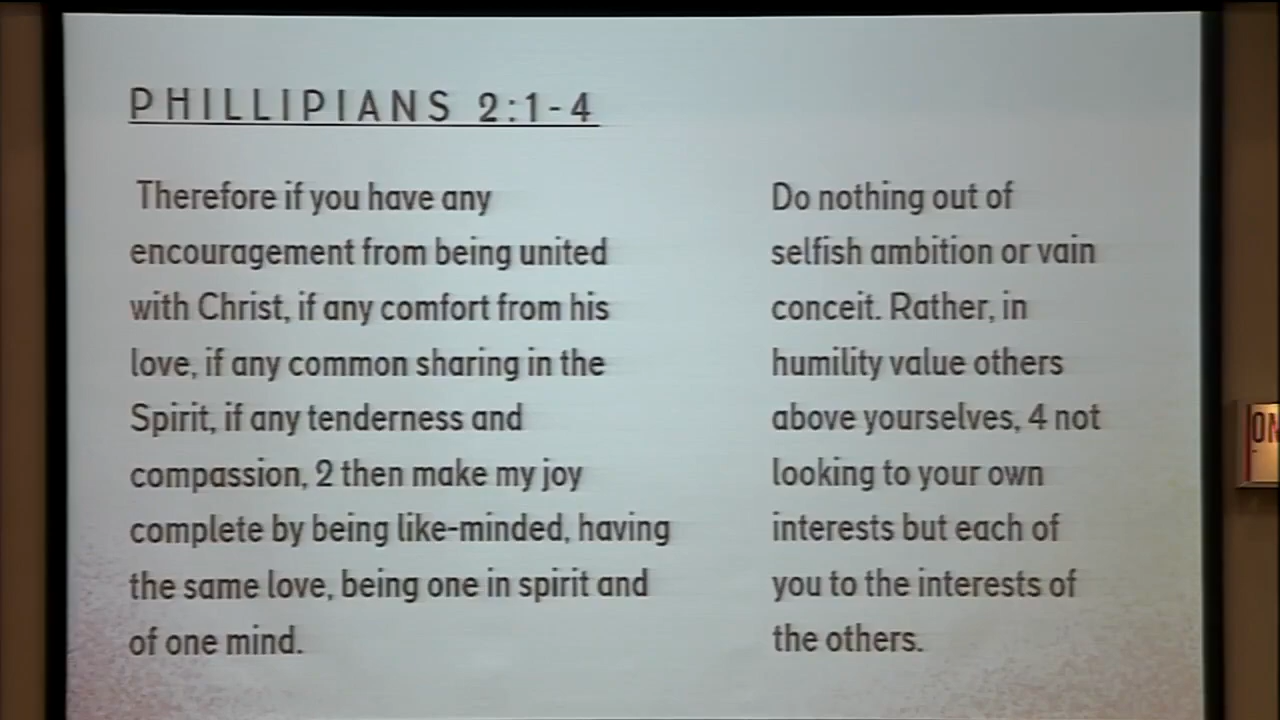 PHILLIPIANS 2:1-4
Therefore if you have any
encouragement from being united
with Christ, if any comfort from his
love, if any common sharing in the
Spirit, if any tenderness and
compassion, 2 then make my joy
complete by being like-minded, having
the same love, being one in spirit and
of one mind.
Do nothing out of
selfish ambition or vain
conceit. Rather, in
humility value others
above yourselves, 4 not
looking to your own
interests but each of
you to the interests of
the others.
ON